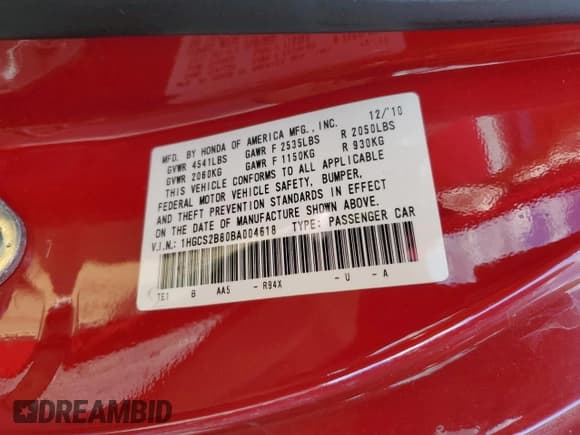 MFD. BY HONDA OF AMERICA MFG., INC. 12/'10
GVWR 4541LBS GAWR F 2535LBS R 2050LBS
GVWR 2060KG GAWR F 1150KG R 930KG
THIS VEHICLE CONFORMS TO ALL APPLICABLE
FEDERAL MOTOR VEHICLE SAFETY, BUMPER,
AND THEFT PREVENTION STANDARDS IN EFFECT
ON THE DATE OF MANUFACTURE SHOWN ABOVE.
V.I.N.: 1HGCS2B80BA004618 TYPE: PASSENGER CAR
TE1 B AA5 - R94X - U - A
DREAMBID